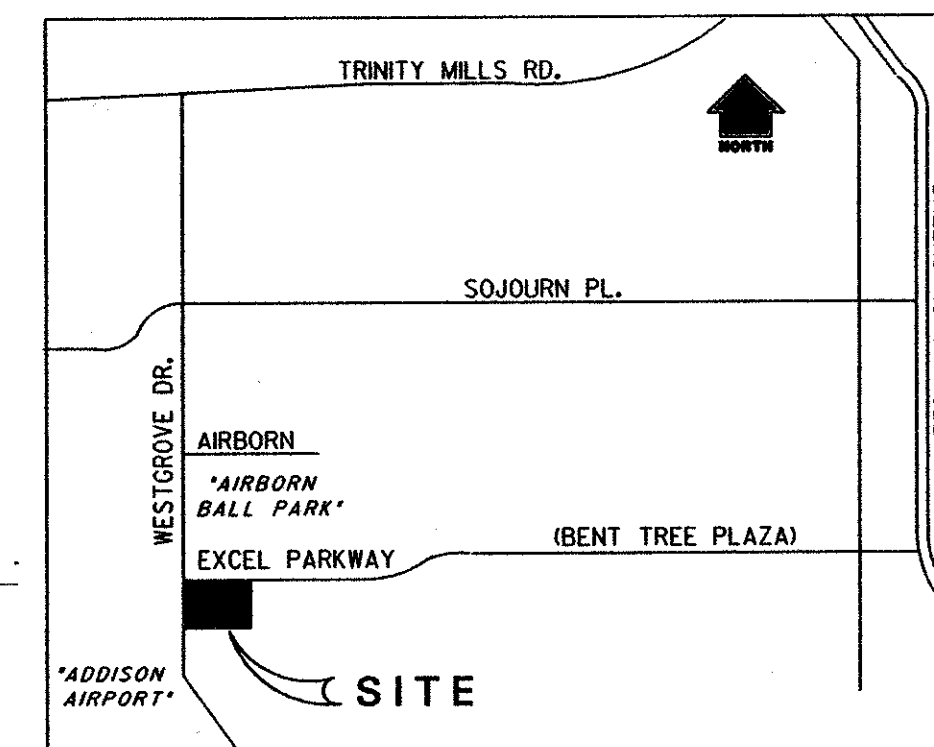 TRINITY MILLS RD.
NORTH
SOJOURN PL.
WESTGROVE DR.
AIRBORN
"AIRBORN
BALL PARK"
EXCEL PARKWAY
(BENT TREE PLAZA)
"ADDISON
AIRPORT"
SITE